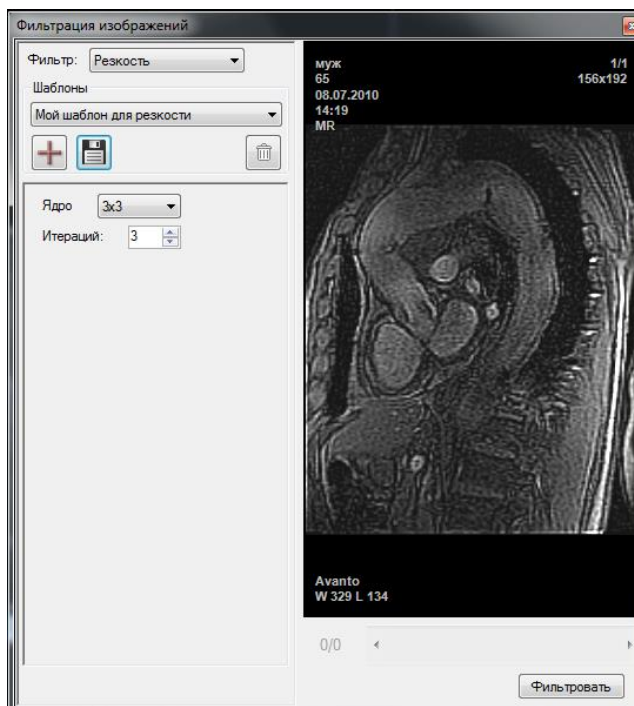 Фильтрация изображений
Фильтр: Резкость
Шаблоны
Мой шаблон для резкости
Ядро 3x3
Итераций: 3
муж
65
08.07.2010
14:19
MR
1/1
156x192
Avanto
W 329 L 134
0/0
Фильтровать